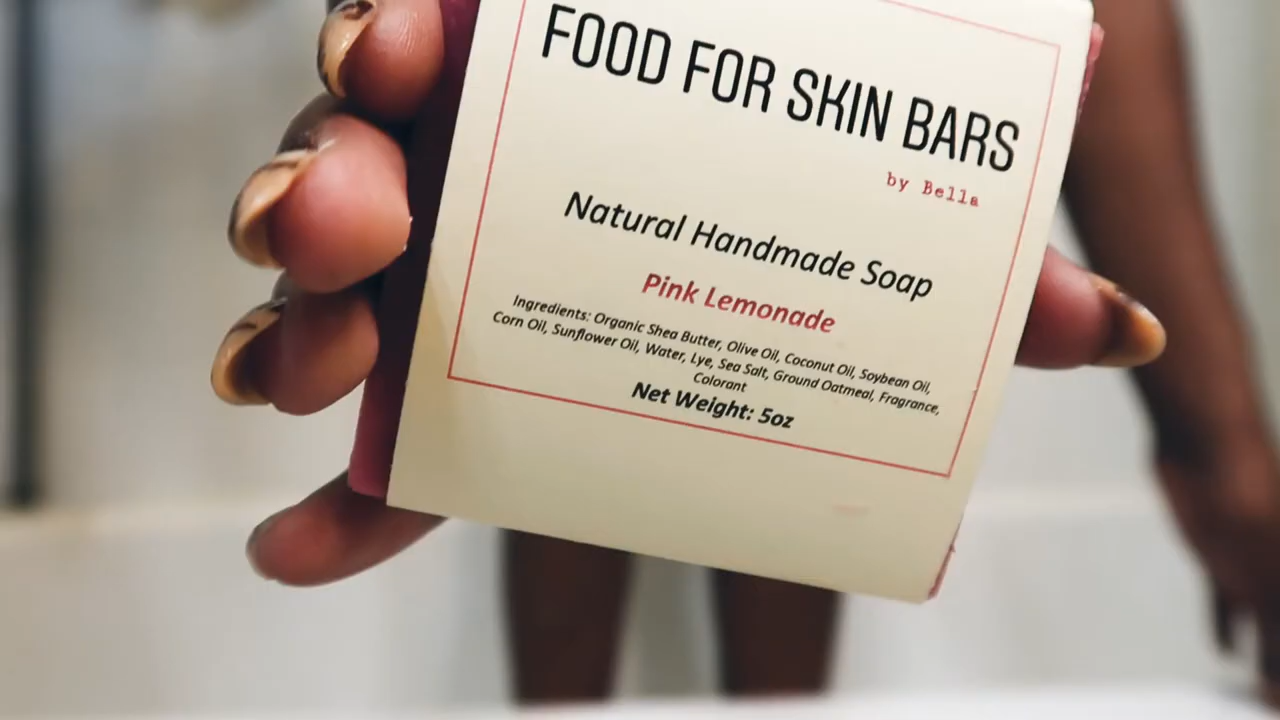 FOOD FOR SKIN BARS
by Bella
Natural Handmade Soap
Pink Lemonade
Ingredients: Organic Shea Butter, Olive Oil, Coconut Oil, Soybean Oil,
Corn Oil, Sunflower Oil, Water, Lye, Sea Salt, Ground Oatmeal, Fragrance,
Colorant
Net Weight: 5oz